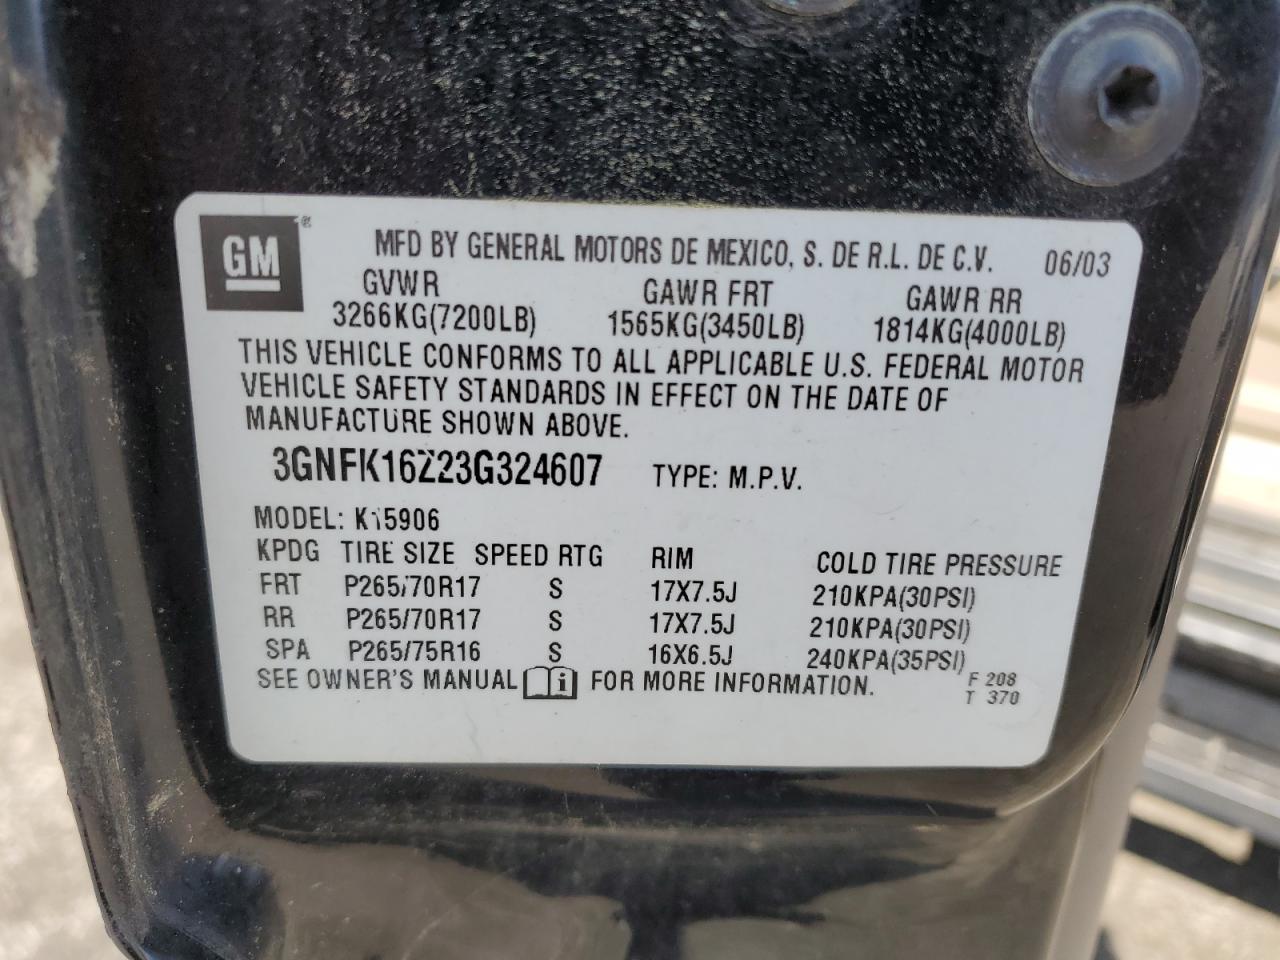 GM ®
MFD BY GENERAL MOTORS DE MEXICO, S. DE R.L. DE C.V. 06/03
GVWR GAWR FRT GAWR RR
3266KG(7200LB) 1565KG(3450LB) 1814KG(4000LB)
THIS VEHICLE CONFORMS TO ALL APPLICABLE U.S. FEDERAL MOTOR
VEHICLE SAFETY STANDARDS IN EFFECT ON THE DATE OF
MANUFACTURE SHOWN ABOVE.
3GNFK16Z23G324607 TYPE: M.P.V.
MODEL: K15906
KPDG TIRE SIZE SPEED RTG RIM COLD TIRE PRESSURE
FRT P265/70R17 S 17X7.5J 210KPA(30PSI)
RR P265/70R17 S 17X7.5J 210KPA(30PSI)
SPA P265/75R16 S 16X6.5J 240KPA(35PSI)
SEE OWNER'S MANUAL i FOR MORE INFORMATION. F 208
T 370